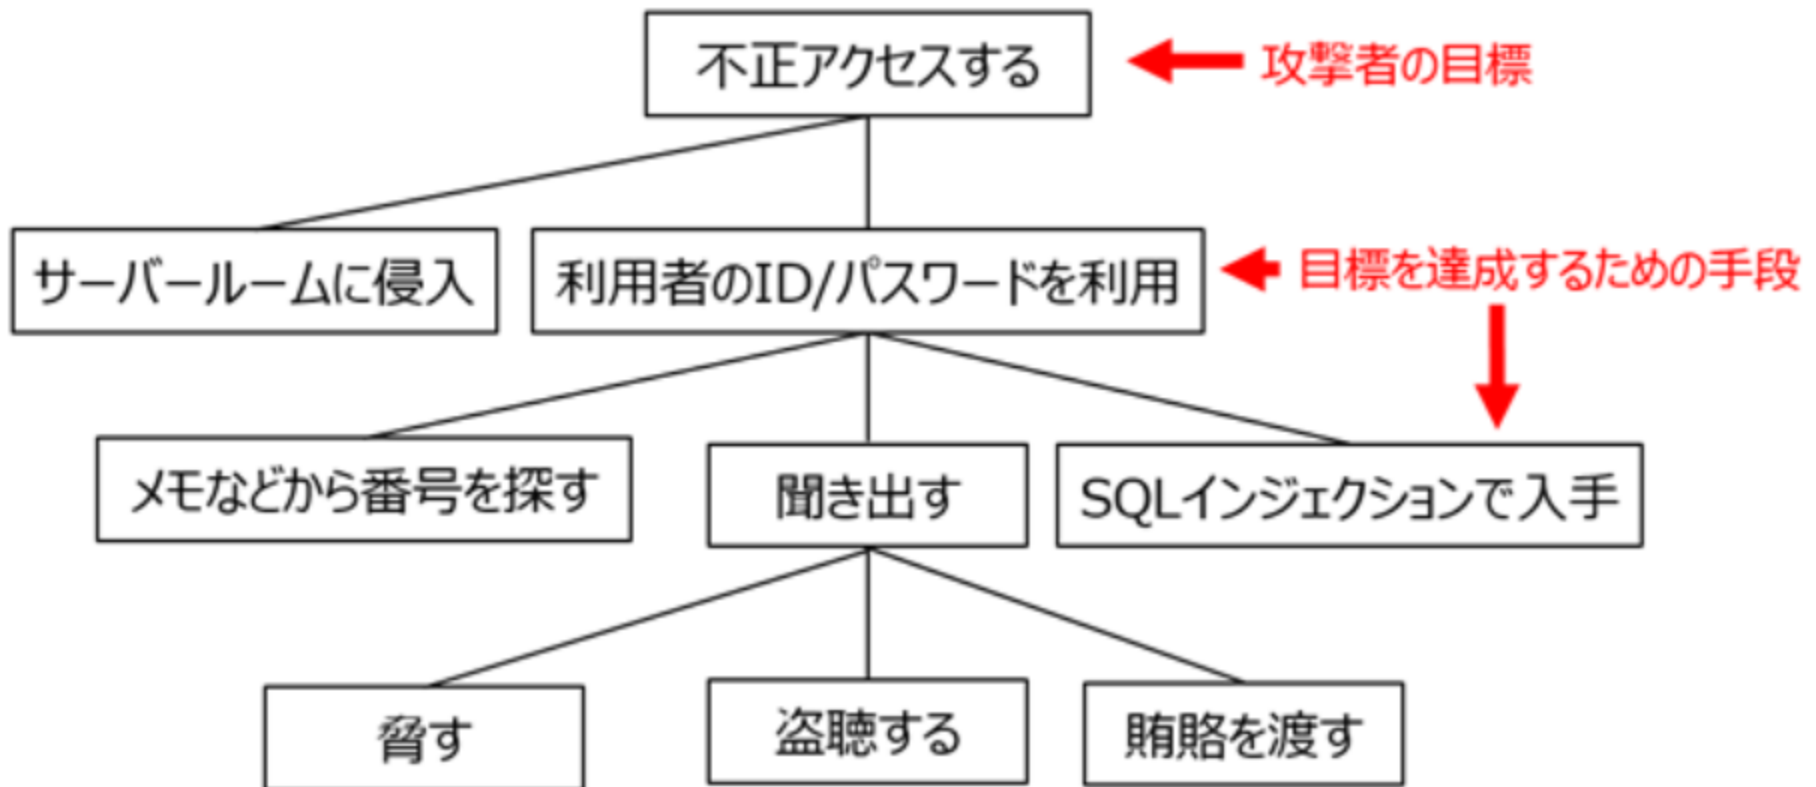 不正アクセスする
攻撃者の目標
サーバールームに侵入
利用者のID/パスワードを利用
目標を達成するための手段
メモなどから番号を探す
聞き出す
SQLインジェクションで入手
脅す
盗聴する
賄賂を渡す